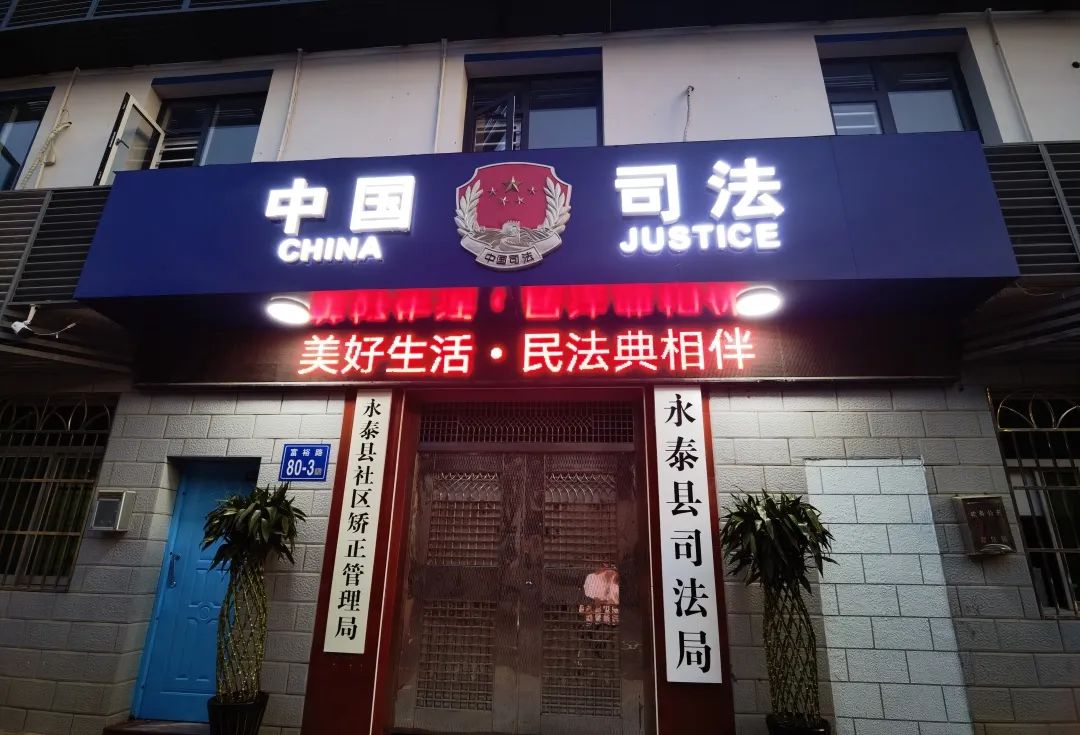 中国
CHINA
中国司法
司法
JUSTICE
美好生活·民法典相伴
永泰县社区矫正管理局
富裕路
80-3
永泰县司法局